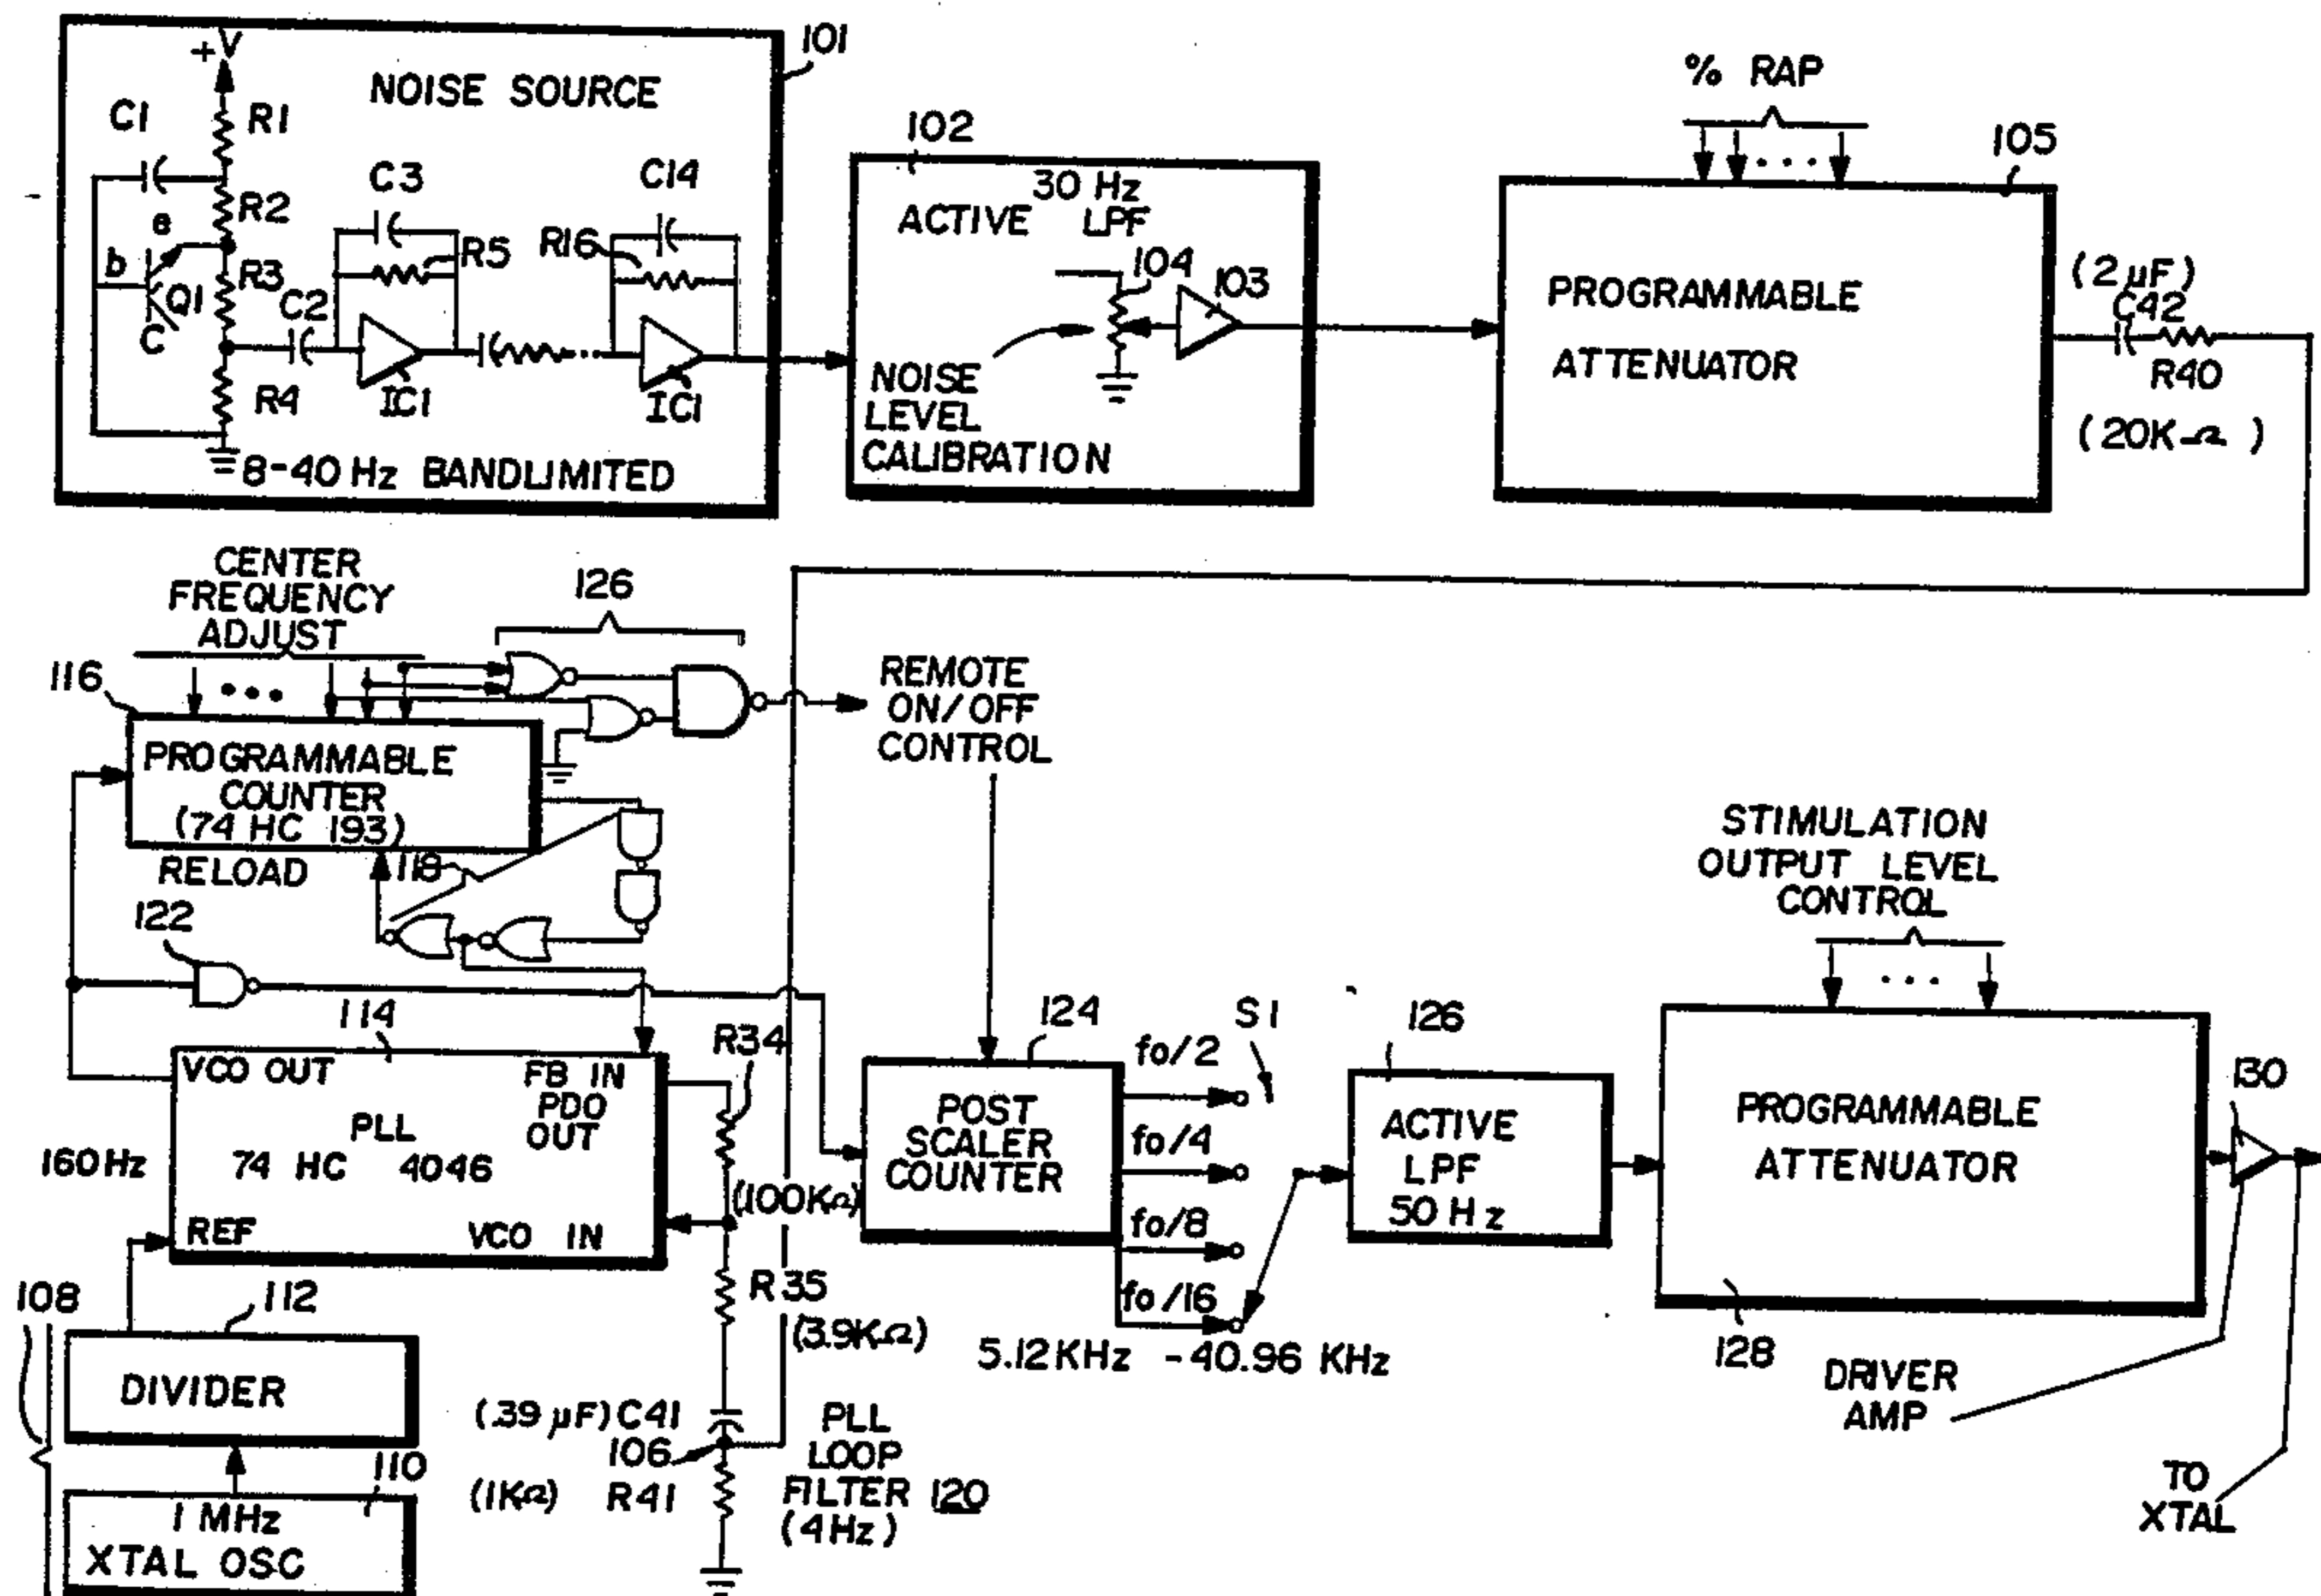 101
+V
NOISE SOURCE
C1
R1
R2
e
b
Q1
C
R3
C2
R4
C3
R5
IC1
C14
R16
IC1
8-40 Hz BANDLIMITED
102
30 Hz
ACTIVE LPF
104
103
NOISE
LEVEL
CALIBRATION
% RAP
105
PROGRAMMABLE
ATTENUATOR
(2 µF)
C42
R40
(20K-Ω)
CENTER
FREQUENCY
ADJUST
126
116
REMOTE
ON/OFF
CONTROL
PROGRAMMABLE
COUNTER
(74 HC 193)
RELOAD
118
122
114
VCO OUT
FB IN
PDO
OUT
PLL
74 HC 4046
160Hz
REF
VCO IN
R34
(100KΩ)
R35
(3.9KΩ)
(.39 µF) C41
106
(1KΩ) R41
PLL
LOOP
FILTER 120
(4Hz)
108
112
DIVIDER
110
1 MHz
XTAL OSC
124
POST
SCALER
COUNTER
fo/2
fo/4
fo/8
fo/16
S1
5.12KHz - 40.96 KHz
126
ACTIVE
LPF
50 Hz
STIMULATION
OUTPUT LEVEL
CONTROL
PROGRAMMABLE
ATTENUATOR
128
130
DRIVER
AMP
TO
XTAL